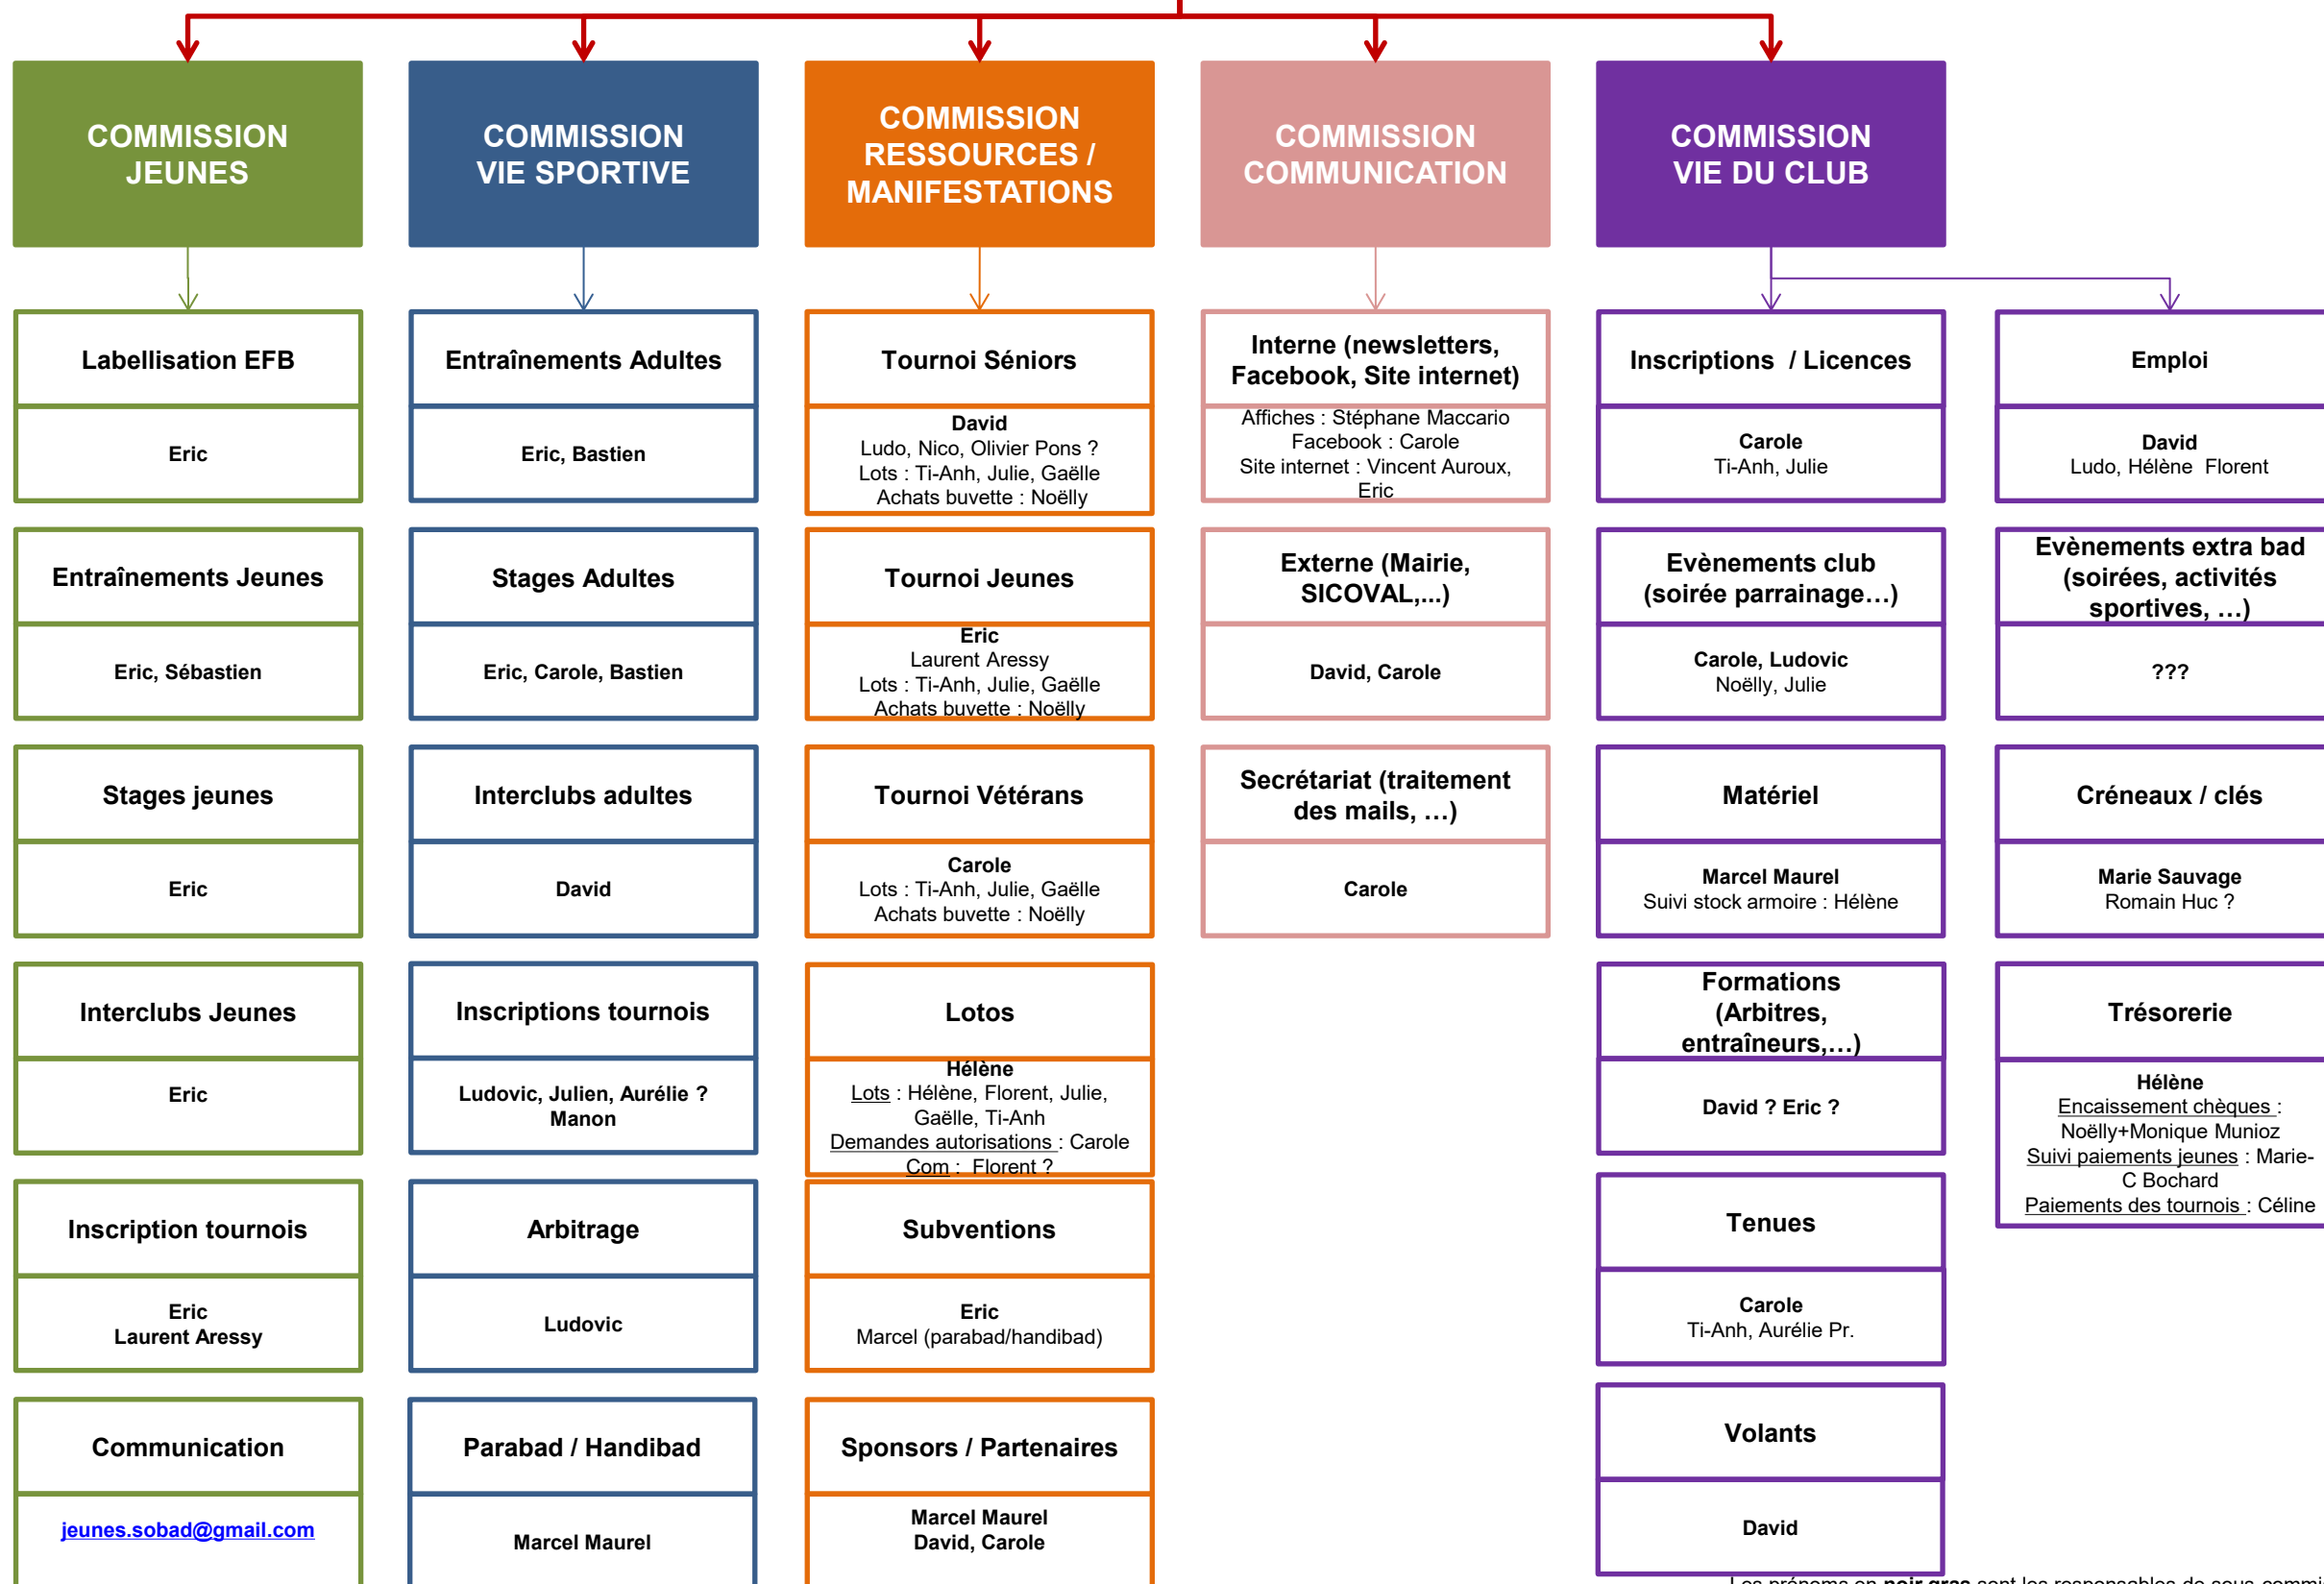 COMMISSION
JEUNES
COMMISSION
VIE SPORTIVE
COMMISSION
RESSOURCES /
MANIFESTATIONS
COMMISSION
COMMUNICATION
COMMISSION
VIE DU CLUB
Labellisation EFB
Eric
Entraînements Jeunes
Eric, Sébastien
Stages jeunes
Eric
Interclubs Jeunes
Eric
Inscription tournois
Eric
Laurent Aressy
Communication
jeunes.sobad@gmail.com
Entraînements Adultes
Eric, Bastien
Stages Adultes
Eric, Carole, Bastien
Interclubs adultes
David
Inscriptions tournois
Ludovic, Julien, Aurélie ?
Manon
Arbitrage
Ludovic
Parabad / Handibad
Marcel Maurel
Tournoi Séniors
David
Ludo, Nico, Olivier Pons ?
Lots : Ti-Anh, Julie, Gaëlle
Achats buvette : Noëlly
Tournoi Jeunes
Eric
Laurent Aressy
Lots : Ti-Anh, Julie, Gaëlle
Achats buvette : Noëlly
Tournoi Vétérans
Carole
Lots : Ti-Anh, Julie, Gaëlle
Achats buvette : Noëlly
Lotos
Hélène
Lots : Hélène, Florent, Julie,
Gaëlle, Ti-Anh
Demandes autorisations : Carole
Com : Florent ?
Subventions
Eric
Marcel (parabad/handibad)
Sponsors / Partenaires
Marcel Maurel
David, Carole
Interne (newsletters,
Facebook, Site internet)
Affiches : Stéphane Maccario
Facebook : Carole
Site internet : Vincent Auroux,
Eric
Externe (Mairie,
SICOVAL,...)
David, Carole
Secrétariat (traitement
des mails, …)
Carole
Inscriptions / Licences
Carole
Ti-Anh, Julie
Evènements club
(soirée parrainage…)
Carole, Ludovic
Noëlly, Julie
Matériel
Marcel Maurel
Suivi stock armoire : Hélène
Formations
(Arbitres,
entraîneurs,…)
David ? Eric ?
Tenues
Carole
Ti-Anh, Aurélie Pr.
Volants
David
Emploi
David
Ludo, Hélène Florent
Evènements extra bad
(soirées, activités
sportives, …)
???
Créneaux / clés
Marie Sauvage
Romain Huc ?
Trésorerie
Hélène
Encaissement chèques :
Noëlly+Monique Munioz
Suivi paiements jeunes : Marie-
C Bochard
Paiements des tournois : Céline
Les prénoms en noir gras sont les responsables de sous-commi